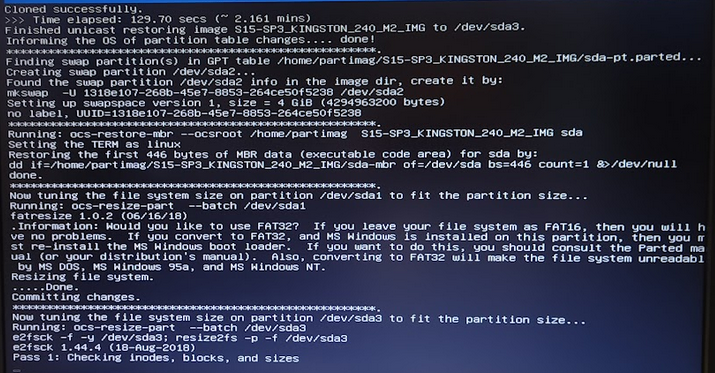 Cloned successfully.
>>> Time elapsed: 129.70 secs (~ 2.161 mins)
Finished unicast restoring image S15-SP3_KINGSTON_240_M2_IMG to /dev/sda3.
Informing the OS of partition table changes.... done!
*****************************************************.
Finding swap partition(s) in GPT table /home/partimag/S15-SP3_KINGSTON_240_M2_IMG/sda-pt.parted...
Creating swap partition /dev/sda2...
Found the swap partition /dev/sda2 info in the image dir, create it by:
mkswap  -U 1318e107-268b-45e7-8853-264ce50f5238 /dev/sda2
Setting up swapspace version 1, size = 4 GiB (4294963200 bytes)
no label, UUID=1318e107-268b-45e7-8853-264ce50f5238
*****************************************************.
Running: ocs-restore-mbr --ocsroot /home/partimag  S15-SP3_KINGSTON_240_M2_IMG sda
Setting the TERM as linux
Restoring the first 446 bytes of MBR data (executable code area) for sda by:
dd if=/home/partimag/S15-SP3_KINGSTON_240_M2_IMG/sda-mbr of=/dev/sda bs=446 count=1 &>/dev/null
done.
*****************************************************.
Now tuning the file system size on partition /dev/sda1 to fit the partition size...
Running: ocs-resize-part  --batch /dev/sda1
fatresize 1.0.2 (06/16/18)
.Information: Would you like to use FAT32?  If you leave your file system as FAT16, then you will h
ve no problems.  If you convert to FAT32, and MS Windows is installed on this partition, then you m
st re-install the MS Windows boot loader.  If you want to do this, you should consult the Parted ma
ual (or your distribution's manual).  Also, converting to FAT32 will make the file system unreadabl
 by MS DOS, MS Windows 95a, and MS Windows NT.
Resizing file system.
.....Done.
Committing changes.
*****************************************************.
Now tuning the file system size on partition /dev/sda3 to fit the partition size...
Running: ocs-resize-part  --batch /dev/sda3
e2fsck -f -y /dev/sda3; resize2fs -p -f /dev/sda3
e2fsck 1.44.4 (18-Aug-2018)
Pass 1: Checking inodes, blocks, and sizes